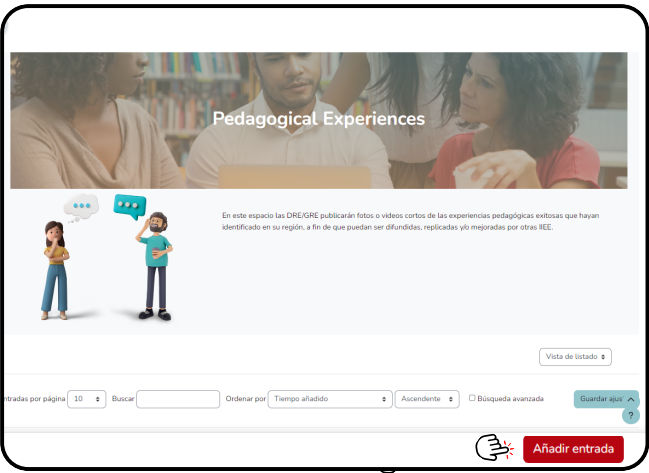 Pedagogical Experiences
En este espacio las DRE/GRE publicarán fotos o videos cortos de las experiencias pedagógicas exitosas que hayan
identificado en su región, a fin de que puedan ser difundidas, replicadas y/o mejoradas por otras IIEE.
Vista de listado
ntradas por página 10 Buscar Ordenar por Tiempo añadido Ascendente Búsqueda avanzada Guardar ajus
?
Añadir entrada